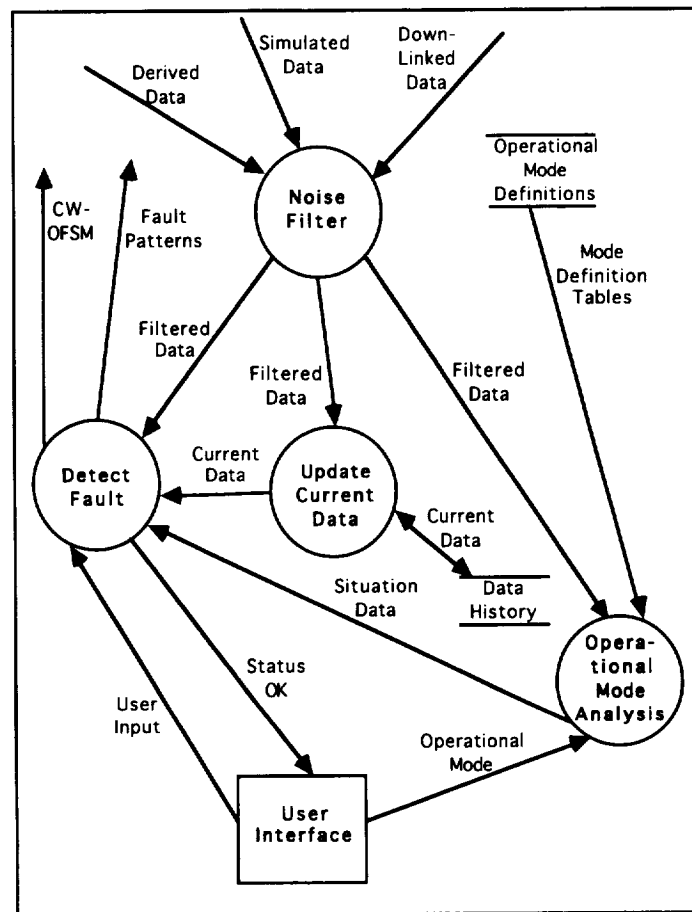 Derived
Data
Simulated
Data
Down-
Linked
Data
Operational
Mode
Definitions
CW-
OFSM
Fault
Patterns
Noise
Filter
Mode
Definition
Tables
Filtered
Data
Filtered
Data
Filtered
Data
Detect
Fault
Current
Data
Update
Current
Data
Current
Data
Data
History
Situation
Data
Opera-
tional
Mode
Analysis
Status
OK
User
Input
Operational
Mode
User
Interface